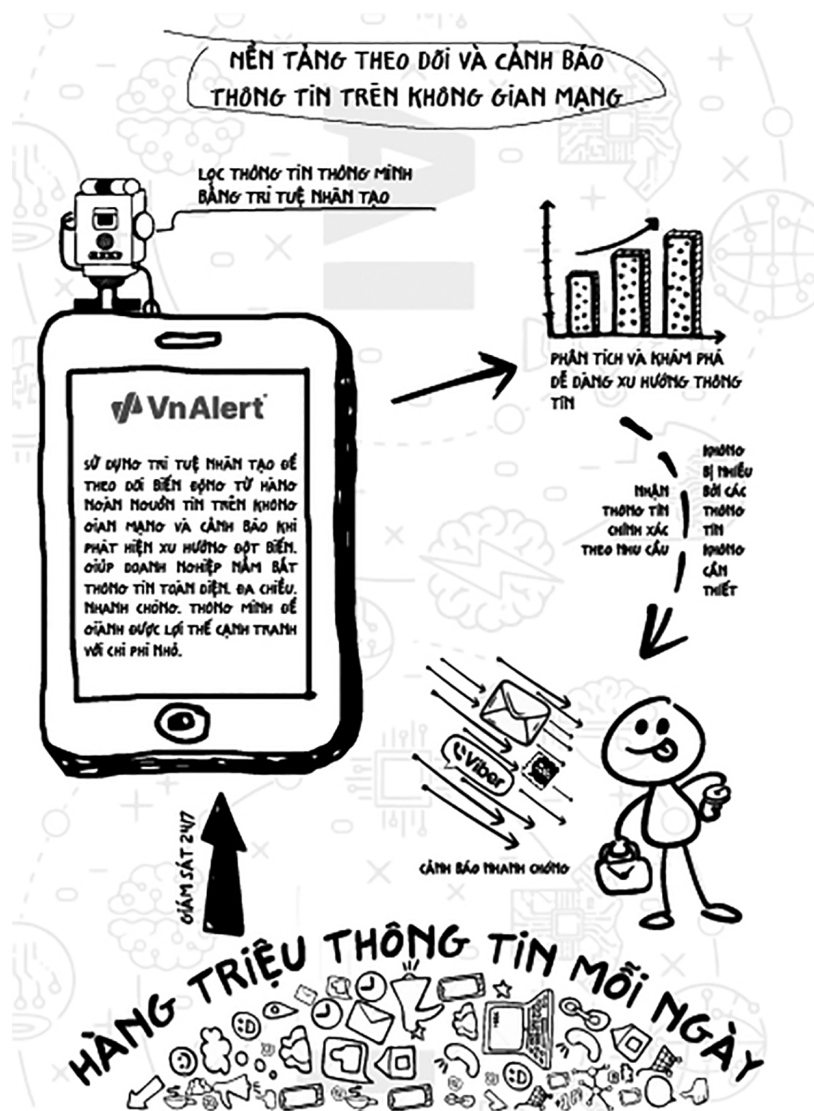 NỀN TẢNG THEO DÕI VÀ CẢNH BÁO
THÔNG TIN TRÊN KHÔNG GIAN MẠNG
LỌC THÔNG TIN THÔNG MINH
BẰNG TRÍ TUỆ NHÂN TẠO
VnAlert
SỬ DỤNG TRÍ TUỆ NHÂN TẠO ĐỂ
THEO DÕI BIẾN ĐỘNG TỪ HÀNG
NGÀN NGUỒN TIN TRÊN KHÔNG
GIAN MẠNG VÀ CẢNH BÁO KHI
PHÁT HIỆN XU HƯỚNG ĐỘT BIẾN.
GIÚP DOANH NGHIỆP NẮM BẮT
THÔNG TIN TOÀN DIỆN, ĐA CHIỀU,
NHANH CHÓNG, THÔNG MINH ĐỂ
GIÀNH ĐƯỢC LỢI THẾ CẠNH TRANH
VỚI CHI PHÍ NHỎ.
PHÂN TÍCH VÀ KHÁM PHÁ
DỄ DÀNG XU HƯỚNG THÔNG
TIN
NHẬN
THÔNG TIN
CHÍNH XÁC
THEO NHU CẦU
KHÔNG
BỊ NHIỄU
BỞI CÁC
THÔNG
TIN
KHÔNG
CẦN
THIẾT
Viber
CẢNH BÁO NHANH CHÓNG
GIÁM SÁT 24/7
HÀNG TRIỆU THÔNG TIN MỖI NGÀY
AI